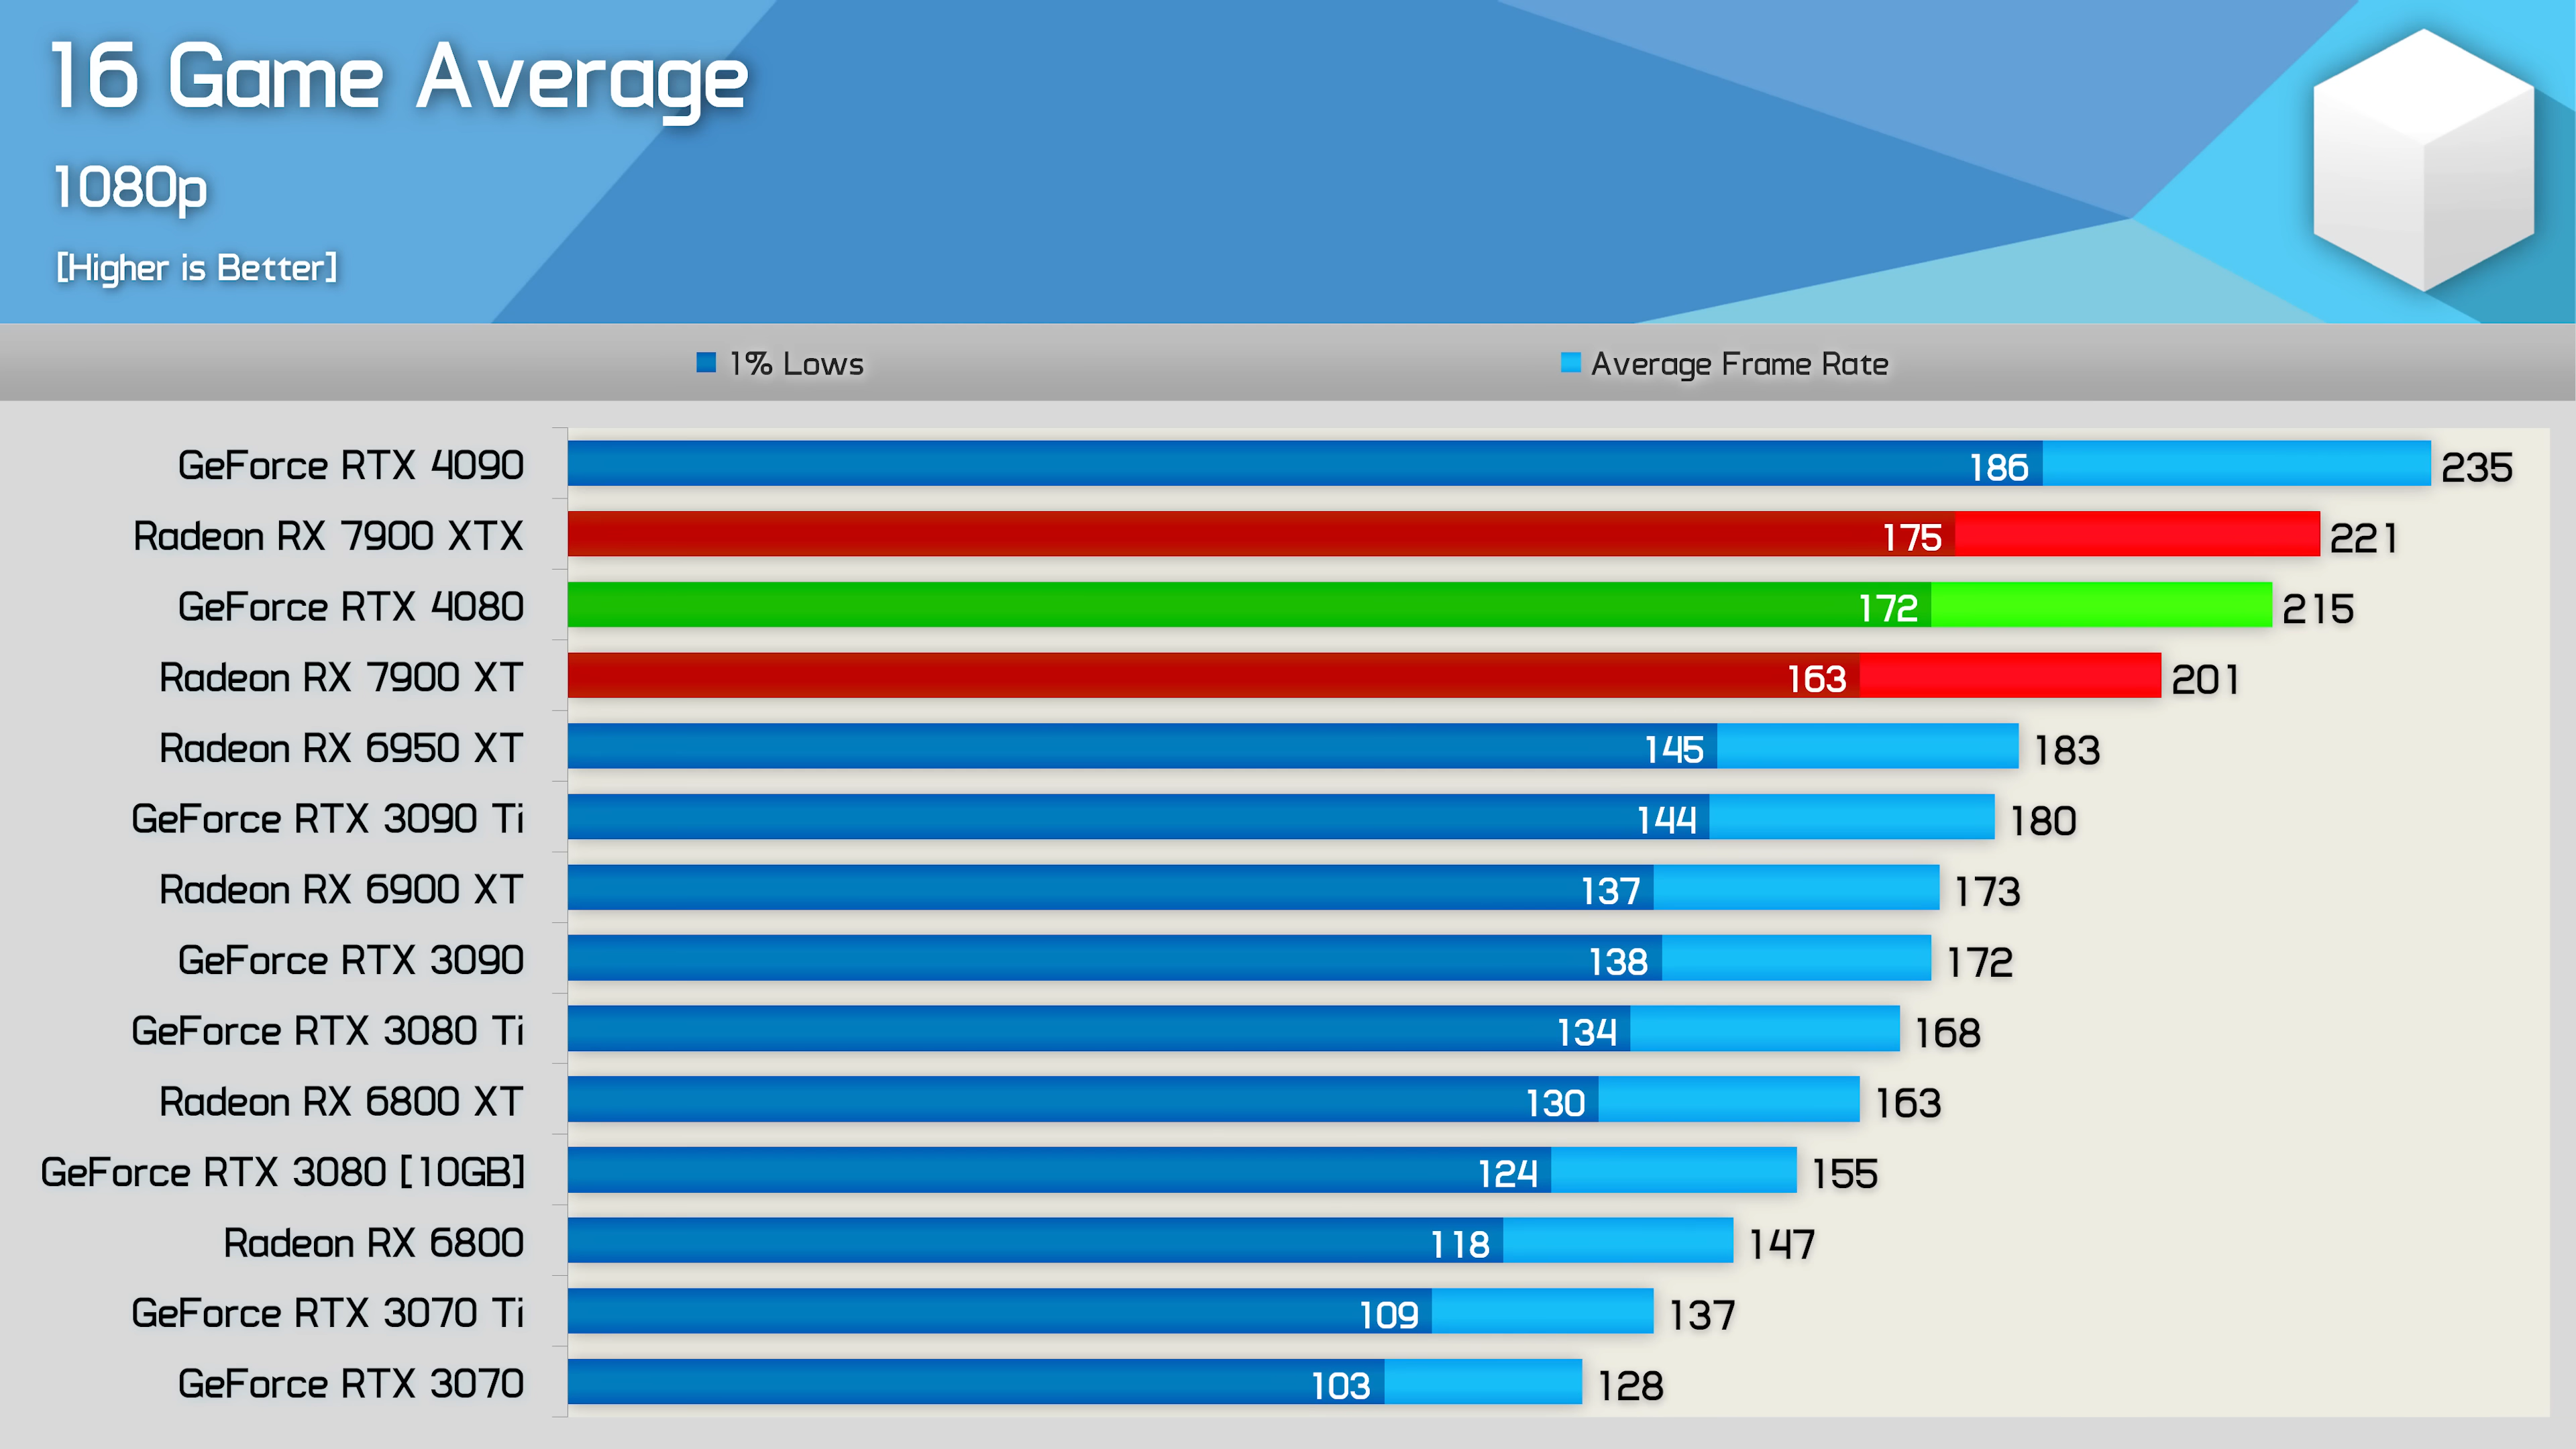 16 Game Average
1080p
[Higher is Better]
1% Lows Average Frame Rate
GeForce RTX 4090 186 235
Radeon RX 7900 XTX 175 221
GeForce RTX 4080 172 215
Radeon RX 7900 XT 163 201
Radeon RX 6950 XT 145 183
GeForce RTX 3090 Ti 144 180
Radeon RX 6900 XT 137 173
GeForce RTX 3090 138 172
GeForce RTX 3080 Ti 134 168
Radeon RX 6800 XT 130 163
GeForce RTX 3080 [10GB] 124 155
Radeon RX 6800 118 147
GeForce RTX 3070 Ti 109 137
GeForce RTX 3070 103 128